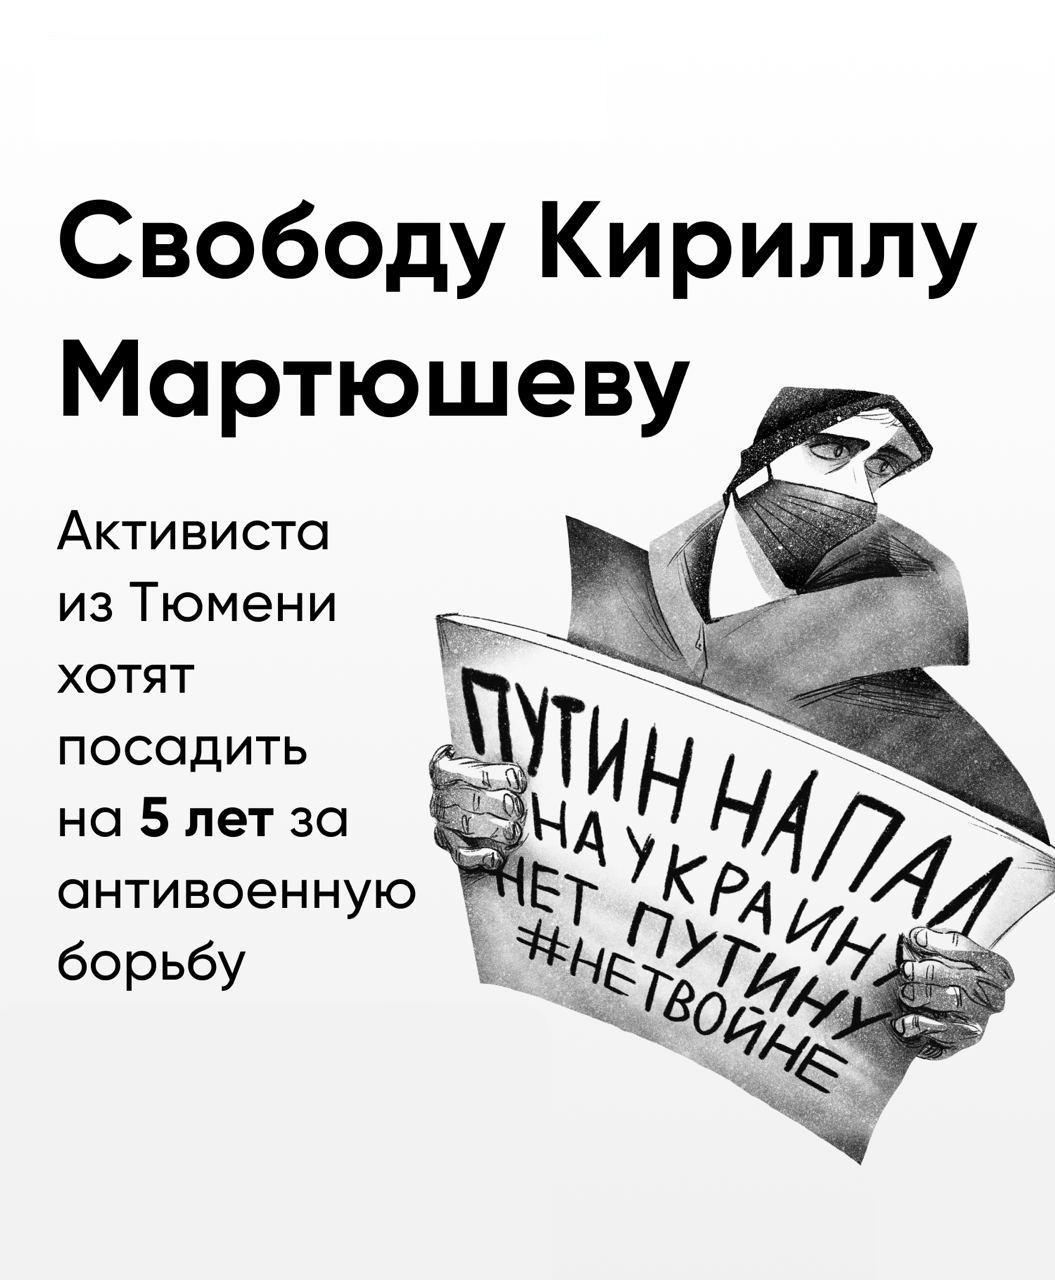 Свободу Кириллу
Мартюшеву
Активиста
из Тюмени
хотят
посадить
на 5 лет за
антивоенную
борьбу
ПУТИН НАПАЛ
НА УКРАИНУ
НЕТ ПУТИНУ
#НЕТВОЙНЕ